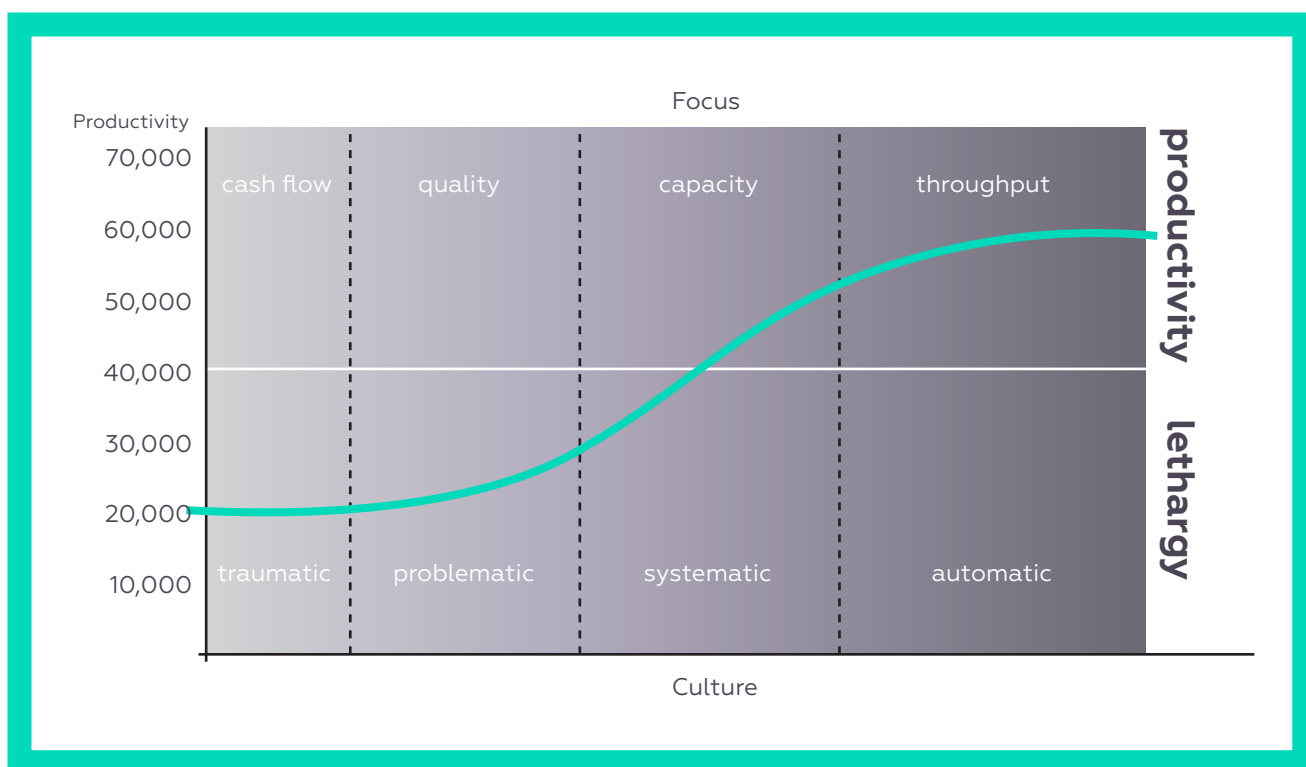 Focus
Productivity
70,000
60,000
50,000
40,000
30,000
20,000
10,000
cash flow
quality
capacity
throughput
traumatic
problematic
systematic
automatic
productivity
lethargy
Culture